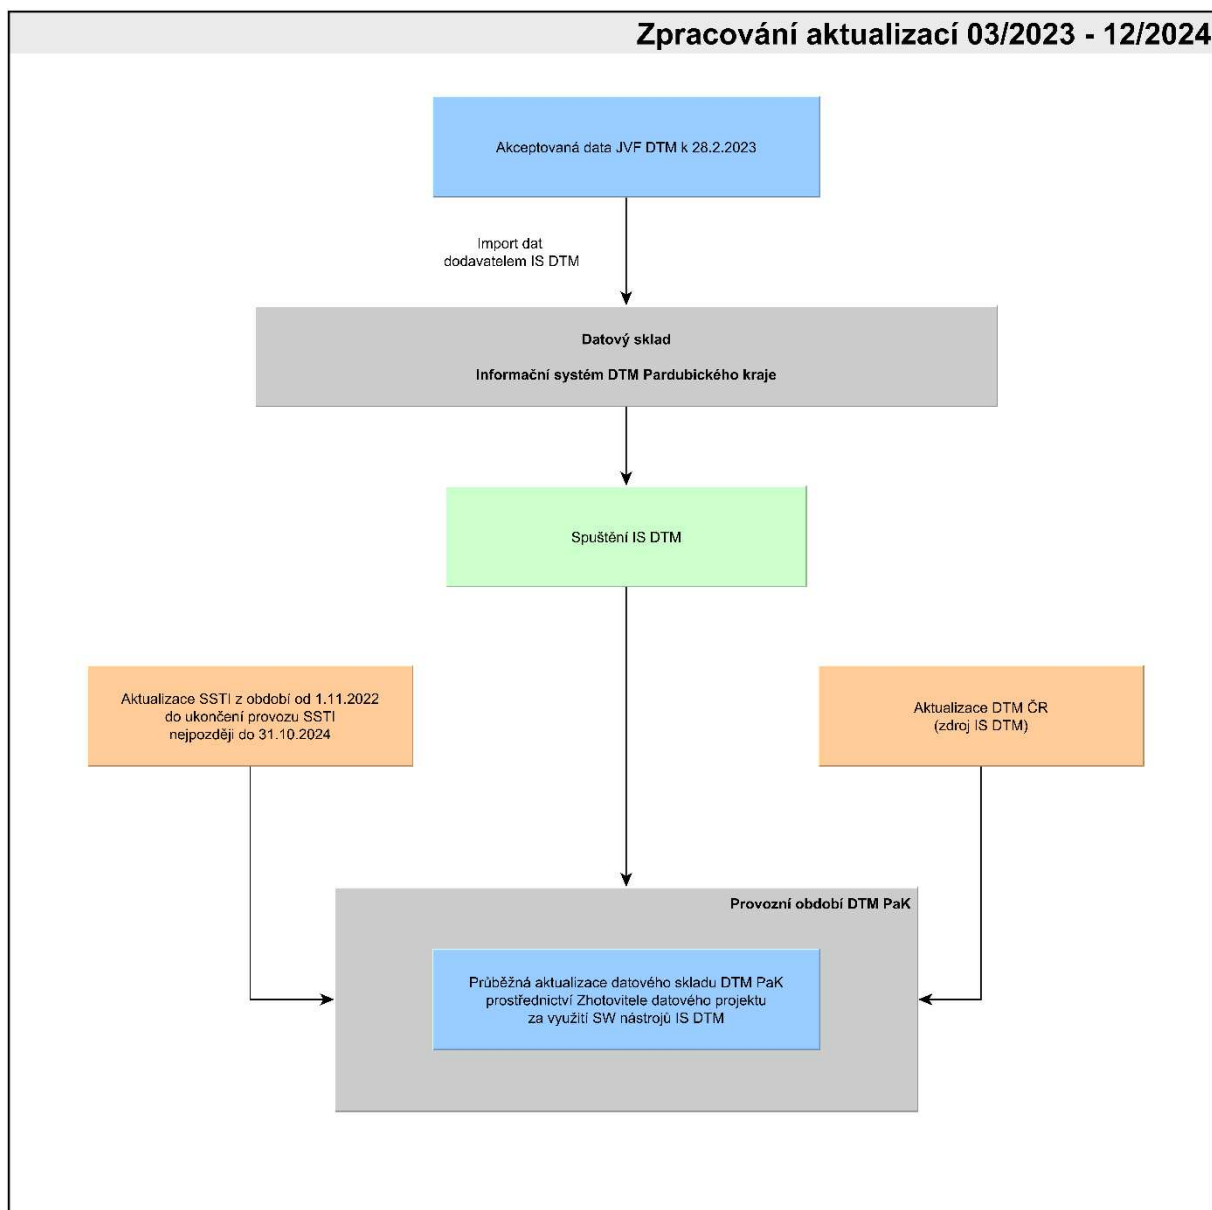 Zpracování aktualizací 03/2023 - 12/2024
Akceptovaná data JVF DTM k 28.2.2023
Import dat
dodavatelem IS DTM
Datový sklad
Informační systém DTM Pardubického kraje
Spuštění IS DTM
Aktualizace SSTI z období od 1.11.2022
do ukončení provozu SSTI
nejpozději do 31.10.2024
Aktualizace DTM ČR
(zdroj IS DTM)
Provozní období DTM PaK
Průběžná aktualizace datového skladu DTM PaK
prostřednictví Zhotovitele datového projektu
za využití SW nástrojů IS DTM